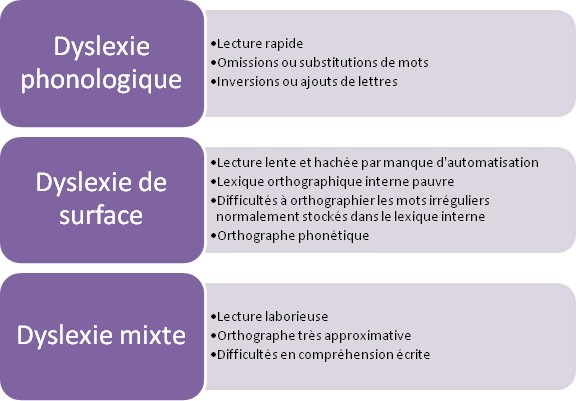 Dyslexie
phonologique
•Lecture rapide
•Omissions ou substitutions de mots
•Inversions ou ajouts de lettres
Dyslexie de
surface
•Lecture lente et hachée par manque d'automatisation
•Lexique orthographique interne pauvre
•Difficultés à orthographier les mots irréguliers
normalement stockés dans le lexique interne
•Orthographe phonétique
Dyslexie mixte
•Lecture laborieuse
•Orthographe très approximative
•Difficultés en compréhension écrite